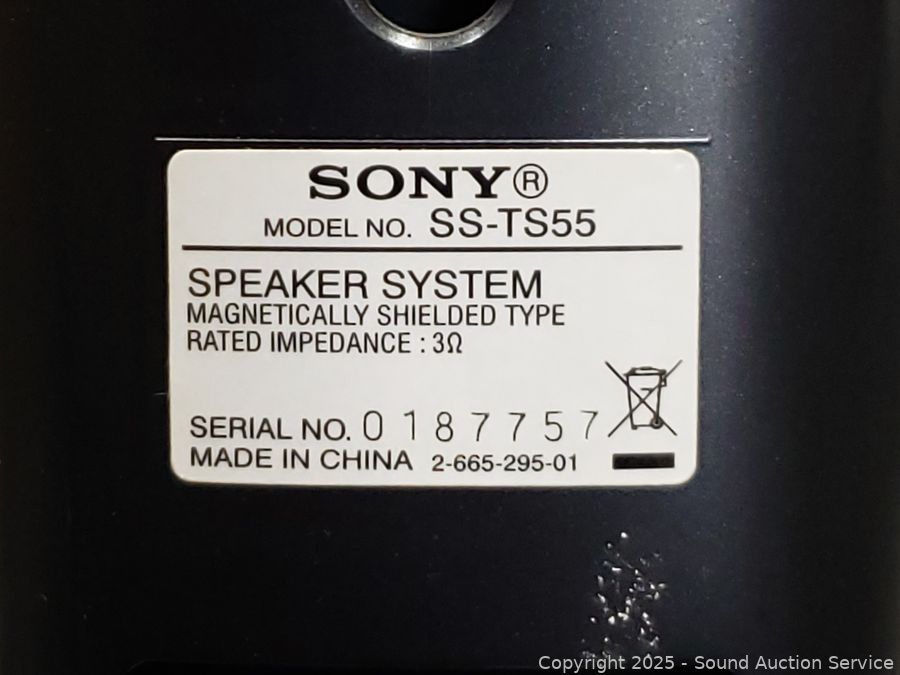 SONY®
MODEL NO. SS-TS55
SPEAKER SYSTEM
MAGNETICALLY SHIELDED TYPE
RATED IMPEDANCE : 3Ω
SERIAL NO. 0187757
MADE IN CHINA 2-665-295-01
Copyright 2025 - Sound Auction Service